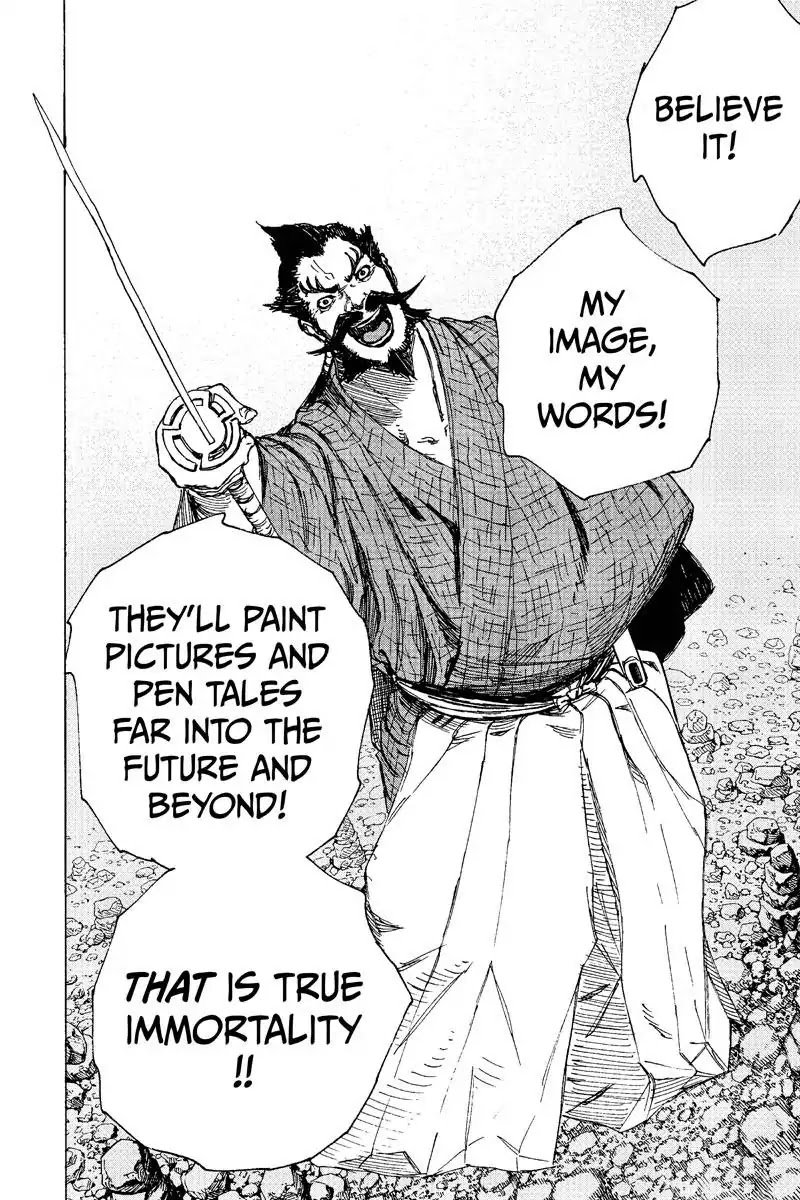 BELIEVE
IT!
MY
IMAGE,
MY
WORDS!
THEY'LL PAINT
PICTURES AND
PEN TALES
FAR INTO THE
FUTURE AND
BEYOND!
THAT IS TRUE
IMMORTALITY
!!